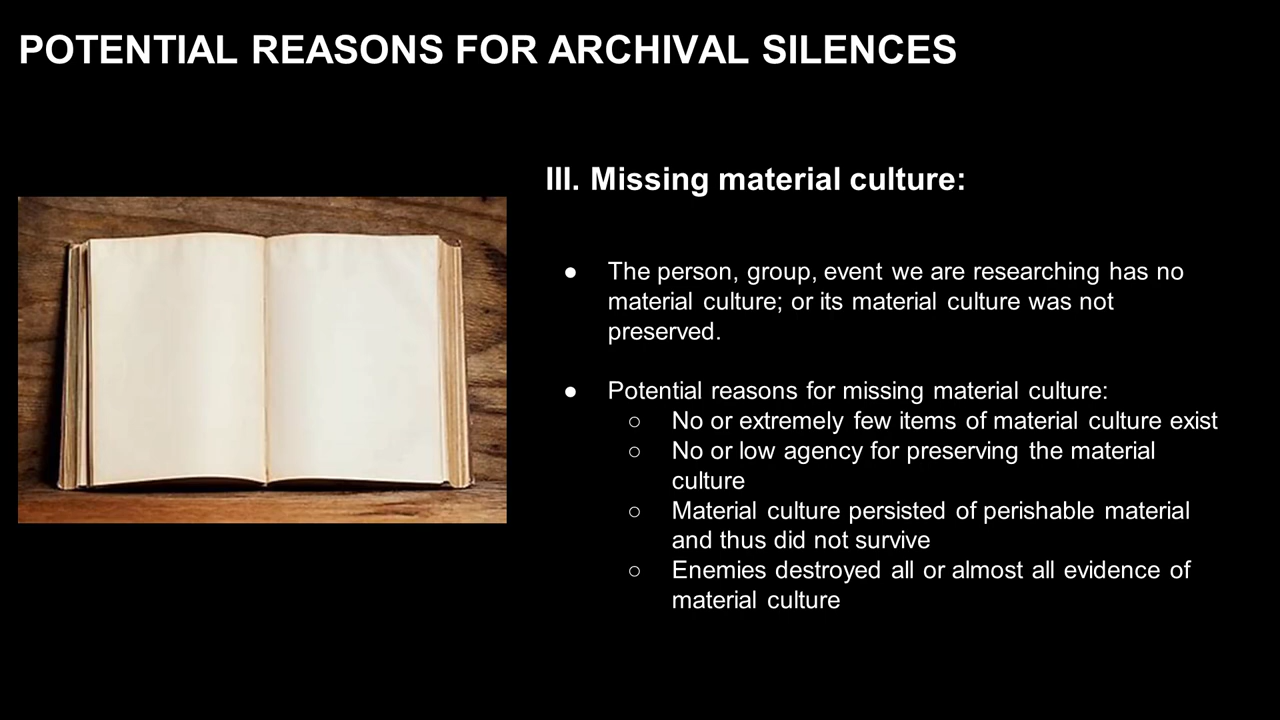 POTENTIAL REASONS FOR ARCHIVAL SILENCES
III. Missing material culture:
● The person, group, event we are researching has no
material culture; or its material culture was not
preserved.
● Potential reasons for missing material culture:
○ No or extremely few items of material culture exist
○ No or low agency for preserving the material
culture
○ Material culture persisted of perishable material
and thus did not survive
○ Enemies destroyed all or almost all evidence of
material culture